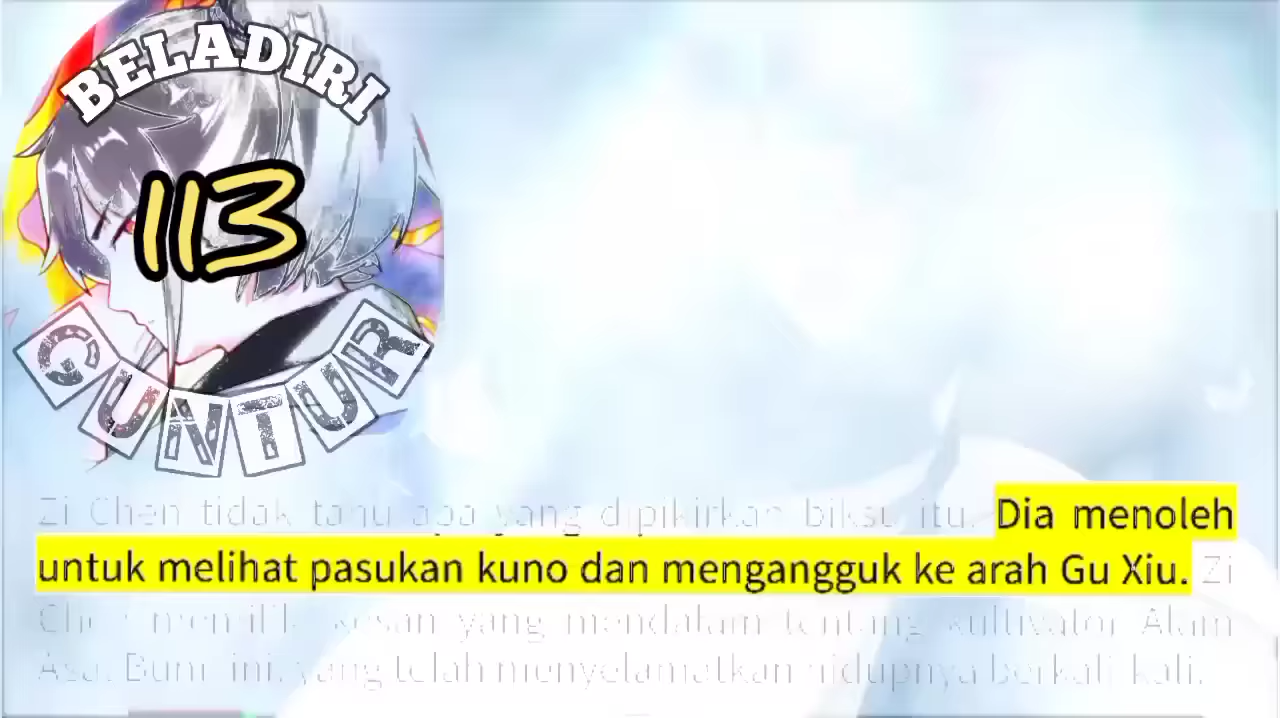 BELADIRI
113
GUNTUR
Zi Chen tidak tahu apa yang dipikirkan biksu itu. Dia menoleh
untuk melihat pasukan kuno dan mengangguk ke arah Gu Xiu. Zi
Chen memiliki kesan yang mendalam tentang kultivator Alam
Asal Bumi ini, yang telah menyelamatkan hidupnya berkali-kali.